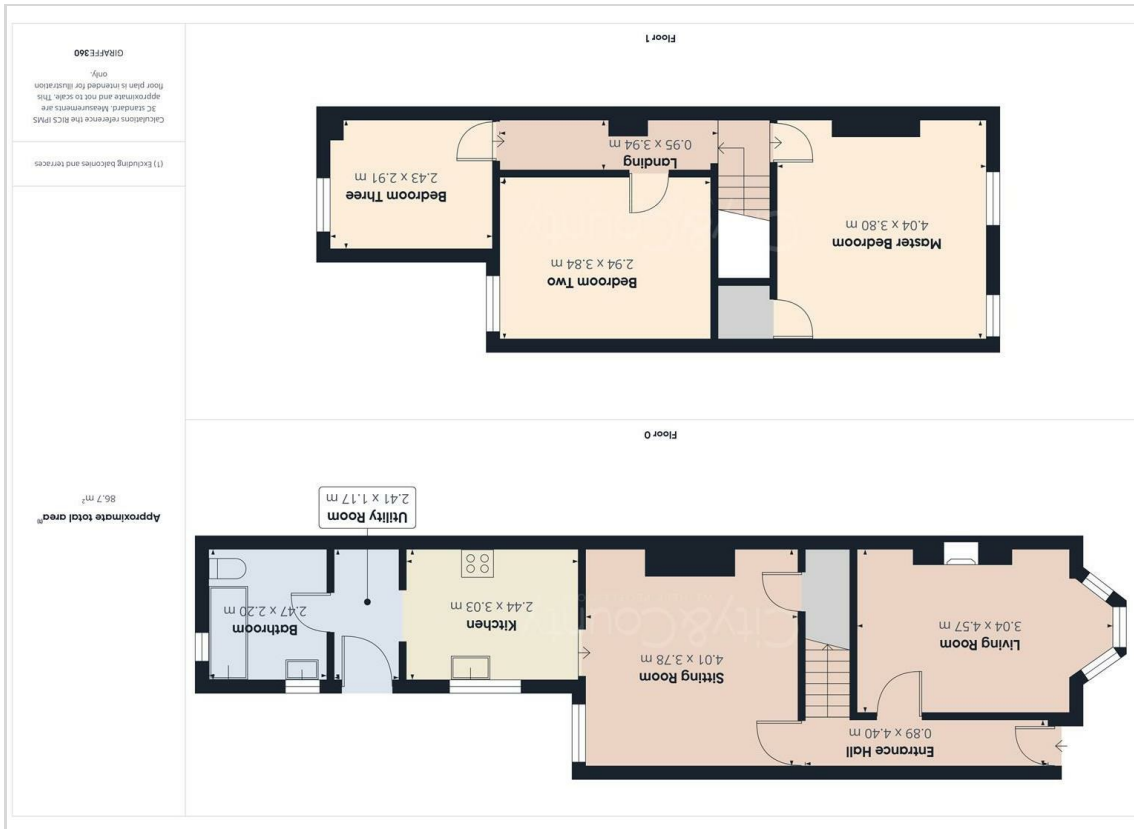 Floor 0
Entrance Hall
0.89 x 4.40 m
Living Room
3.04 x 4.57 m
Sitting Room
4.01 x 3.78 m
Kitchen
2.44 x 3.03 m
Bathroom
2.47 x 2.20 m
Utility Room
2.41 x 1.17 m
City&County
Floor 1
Master Bedroom
4.04 x 3.80 m
Bedroom Two
2.94 x 3.84 m
Landing
0.95 x 3.94 m
Bedroom Three
2.43 x 2.91 m
City&County
Approximate total area⁽¹⁾
86.7 m²
(1) Excluding balconies and terraces
Calculations reference the RICS IPMS
3C standard. Measurements are
approximate and not to scale. This
floor plan is intended for illustration
only.
GIRAFFE360